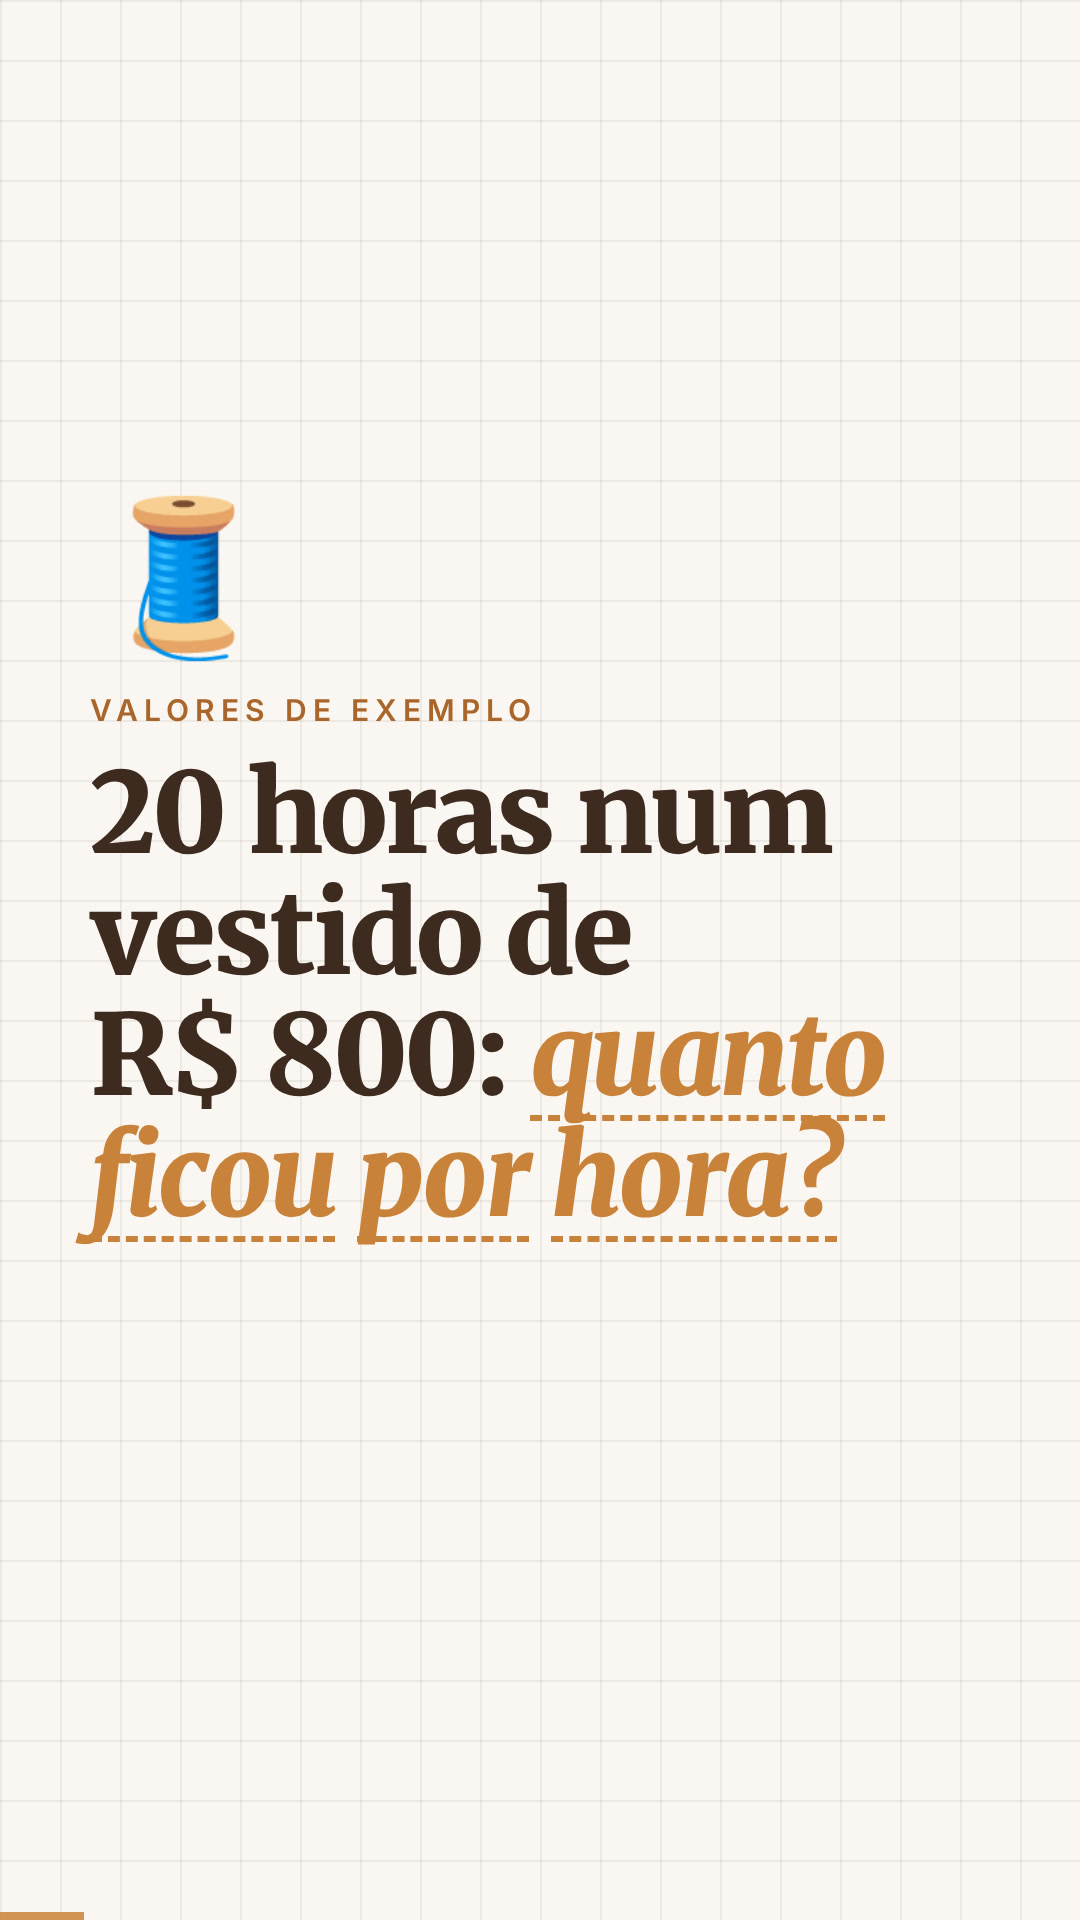 VALORES DE EXEMPLO
20 horas num
vestido de
R$ 800: quanto
ficou por hora?